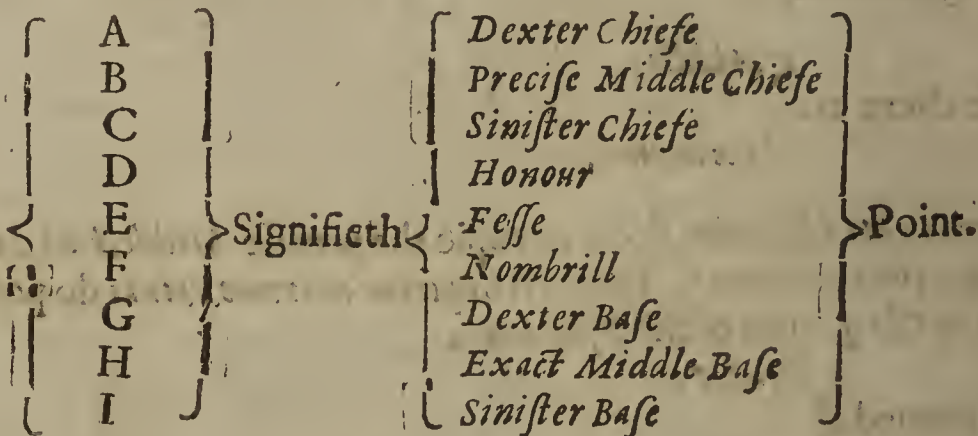 A Dexter Chiefe
B Preciſe Middle Chiefe
C Siniſter Chiefe
D Honour
E Signifieth Feſſe Point.
F Nombrill
G Dexter Baſe
H Exact Middle Baſe
I Siniſter Baſe